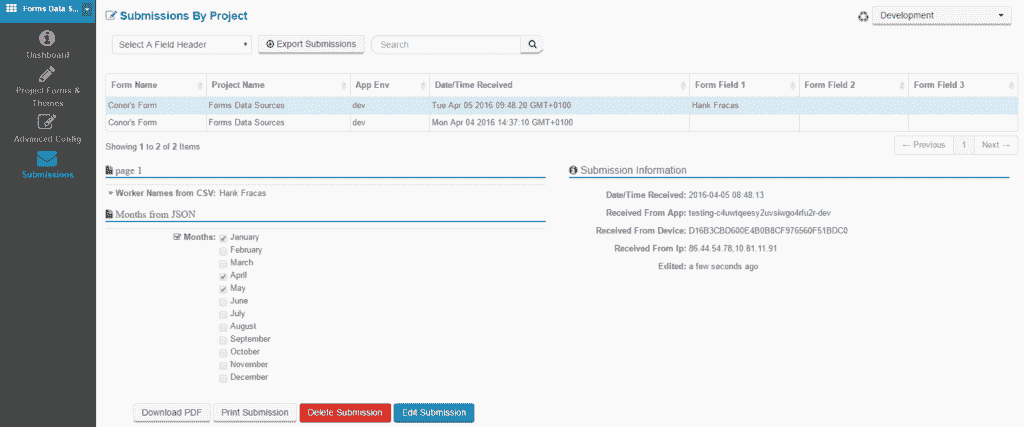 Forms Data S...
Dashboard
Project Forms &
Themes
Advanced Config
Submissions
Submissions By Project
Development
Select A Field Header
Export Submissions
Search
Form Name Project Name App Env Date/Time Received Form Field 1 Form Field 2 Form Field 3
Conor's Form Forms Data Sources dev Tue Apr 05 2016 09:48:20 GMT+0100 Hank Fracas
Conor's Form Forms Data Sources dev Mon Apr 04 2016 14:37:10 GMT+0100
Showing 1 to 2 of 2 Items
← Previous 1 Next →
page 1
Worker Names from CSV: Hank Fracas
Months from JSON
Months: January
February
March
April
May
June
July
August
September
October
November
December
Submission Information
Date/Time Received: 2016-04-05 08:48:13
Received From App: testing-c4uwtqeesy2uvsiwgo4rfu2r-dev
Received From Device: D16B3CBD600E4B0B8CF976560F51BDC0
Received From Ip: 86.44.54.78,10.81.11.91
Edited: a few seconds ago
Download PDF Print Submission Delete Submission Edit Submission